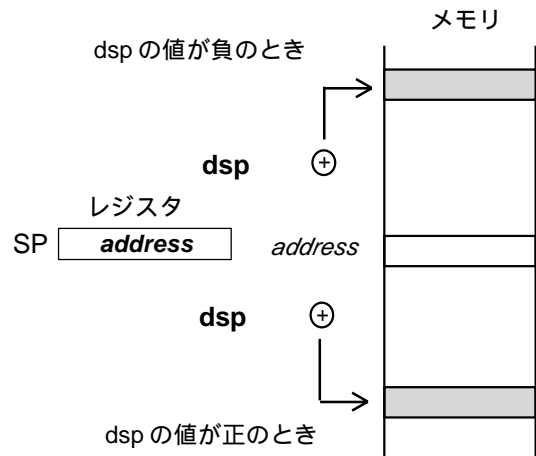 メモリ
dsp の値が負のとき
dsp ⊕
レジスタ
SP address address
dsp ⊕
dsp の値が正のとき